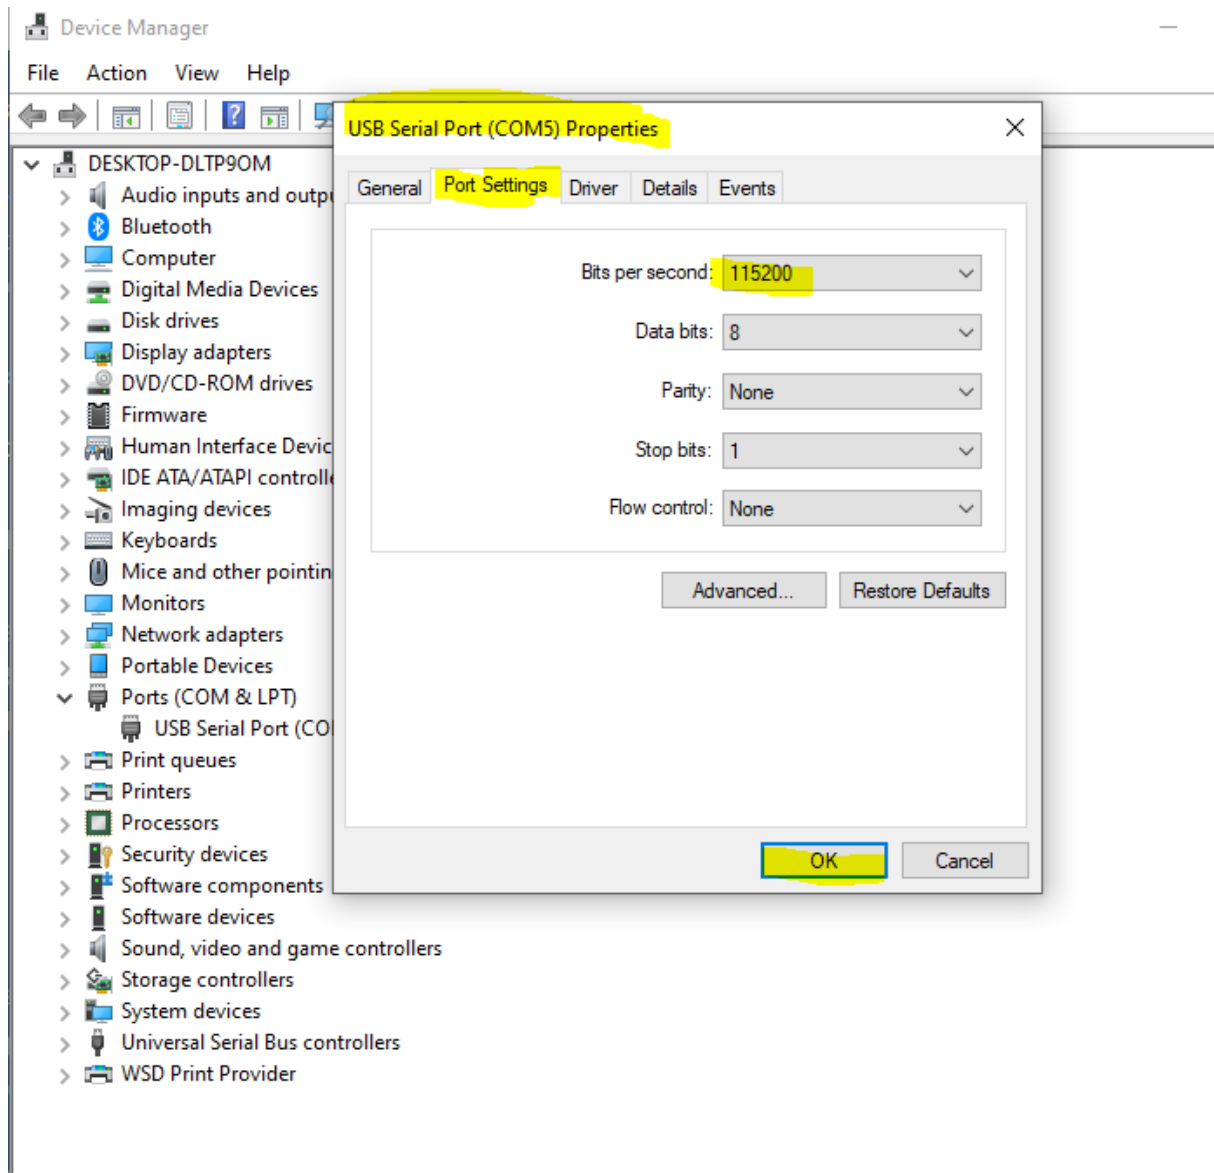 Device Manager
File Action View Help
USB Serial Port (COM5) Properties
General Port Settings Driver Details Events
Bits per second: 115200
Data bits: 8
Parity: None
Stop bits: 1
Flow control: None
Advanced... Restore Defaults
OK Cancel
DESKTOP-DLTP9OM
Audio inputs and outpu
Bluetooth
Computer
Digital Media Devices
Disk drives
Display adapters
DVD/CD-ROM drives
Firmware
Human Interface Devic
IDE ATA/ATAPI controlle
Imaging devices
Keyboards
Mice and other pointin
Monitors
Network adapters
Portable Devices
Ports (COM & LPT)
USB Serial Port (CO
Print queues
Printers
Processors
Security devices
Software components
Software devices
Sound, video and game controllers
Storage controllers
System devices
Universal Serial Bus controllers
WSD Print Provider